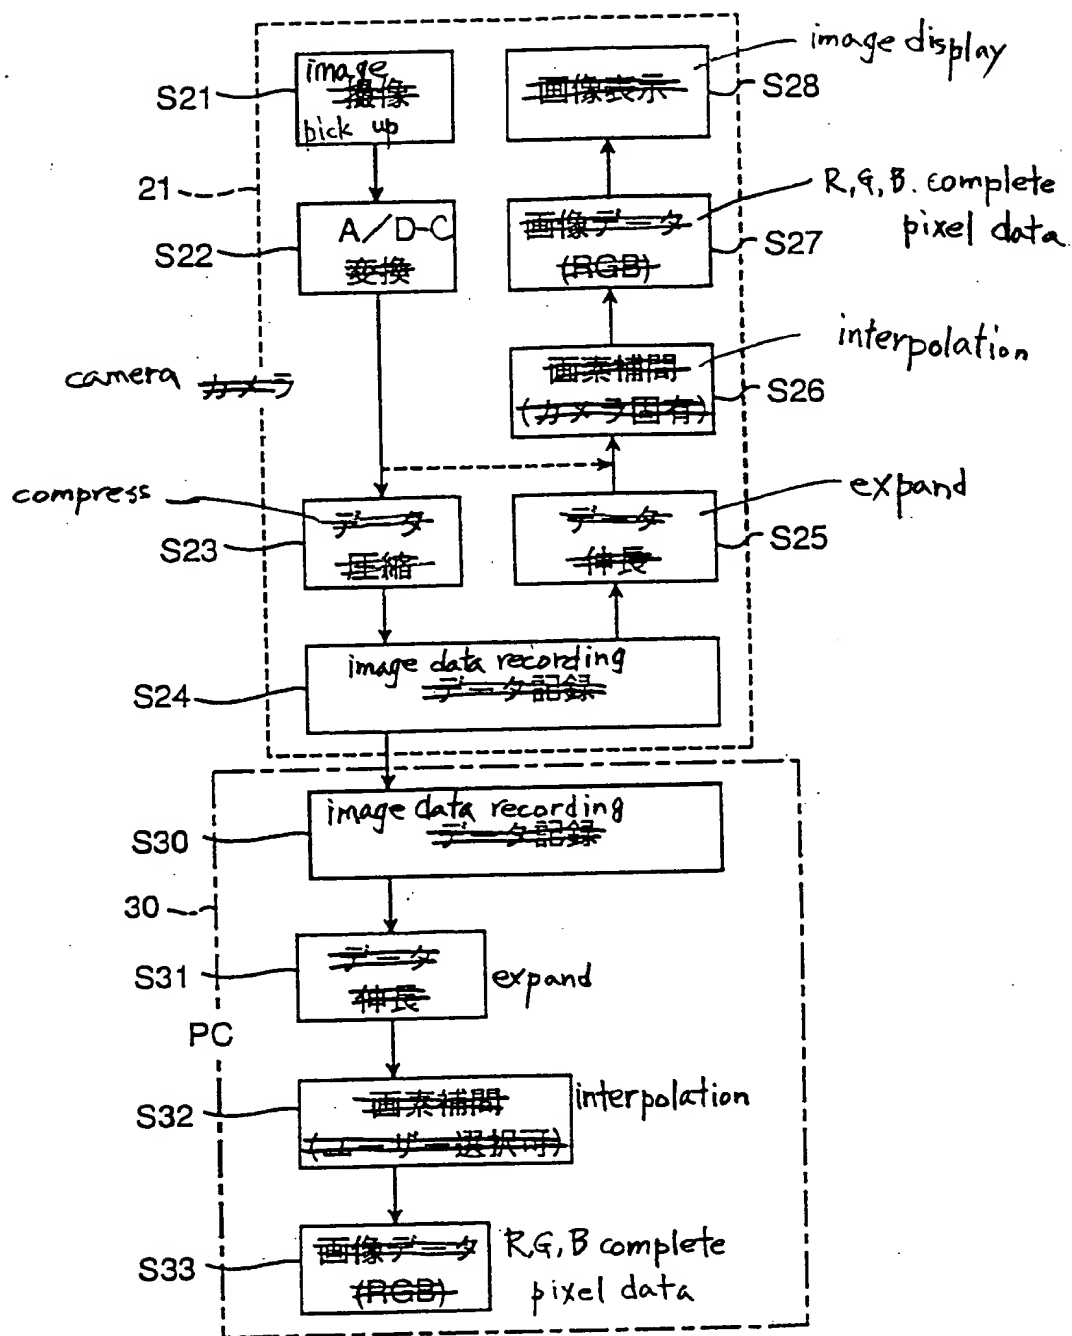 image display
image
摄像
pick up
S21
画像表示
S28
21
R,G,B. complete
pixel data
A/D-C
変換
S22
画像データ
(RGB)
S27
interpolation
camera カメラ
画素補間
(カメラ固有)
S26
compress
データ
圧縮
S23
expand
データ
伸長
S25
image data recording
データ記録
S24
image data recording
データ記録
S30
30
データ
伸長
S31
expand
PC
画素補間
(ユーザー選択可)
S32
interpolation
画像データ
(RGB)
S33
R,G,B complete
pixel data